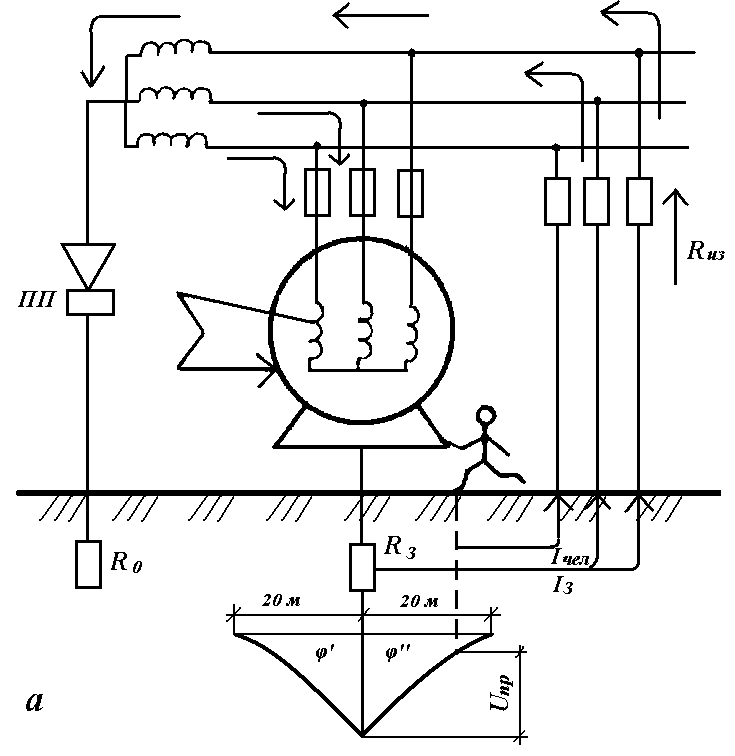 R из
ПП
R 0
R З
I чел
I З
20 м
20 м
φ'
φ''
U пр
а